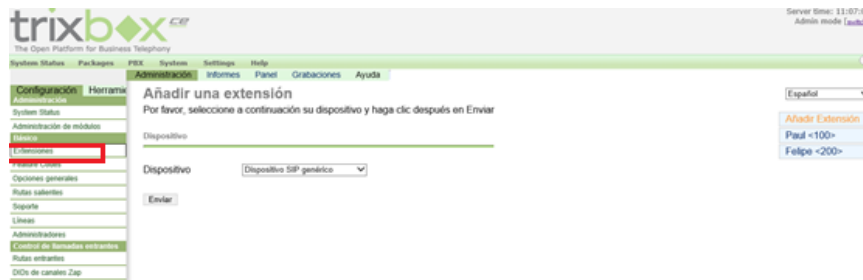 trixbox CE
The Open Platform for Business Telephony
Server time: 11:07:
Admin mode [
System Status Packages PBX System Settings Help
Administración Informes Panel Grabaciones Ayuda
Configuración Herramie
Administración
System Status
Administración de módulos
Básico
Extensiones
Feature Codes
Opciones generales
Rutas salientes
Soporte
Líneas
Administradores
Control de llamadas entrantes
Rutas entrantes
DIDs de canales Zap
Añadir una extensión
Por favor, seleccione a continuación su dispositivo y haga clic después en Enviar
Dispositivo
Dispositivo Dispositivo SIP genérico
Enviar
Español
Añadir Extensión
Paul <100>
Felipe <200>